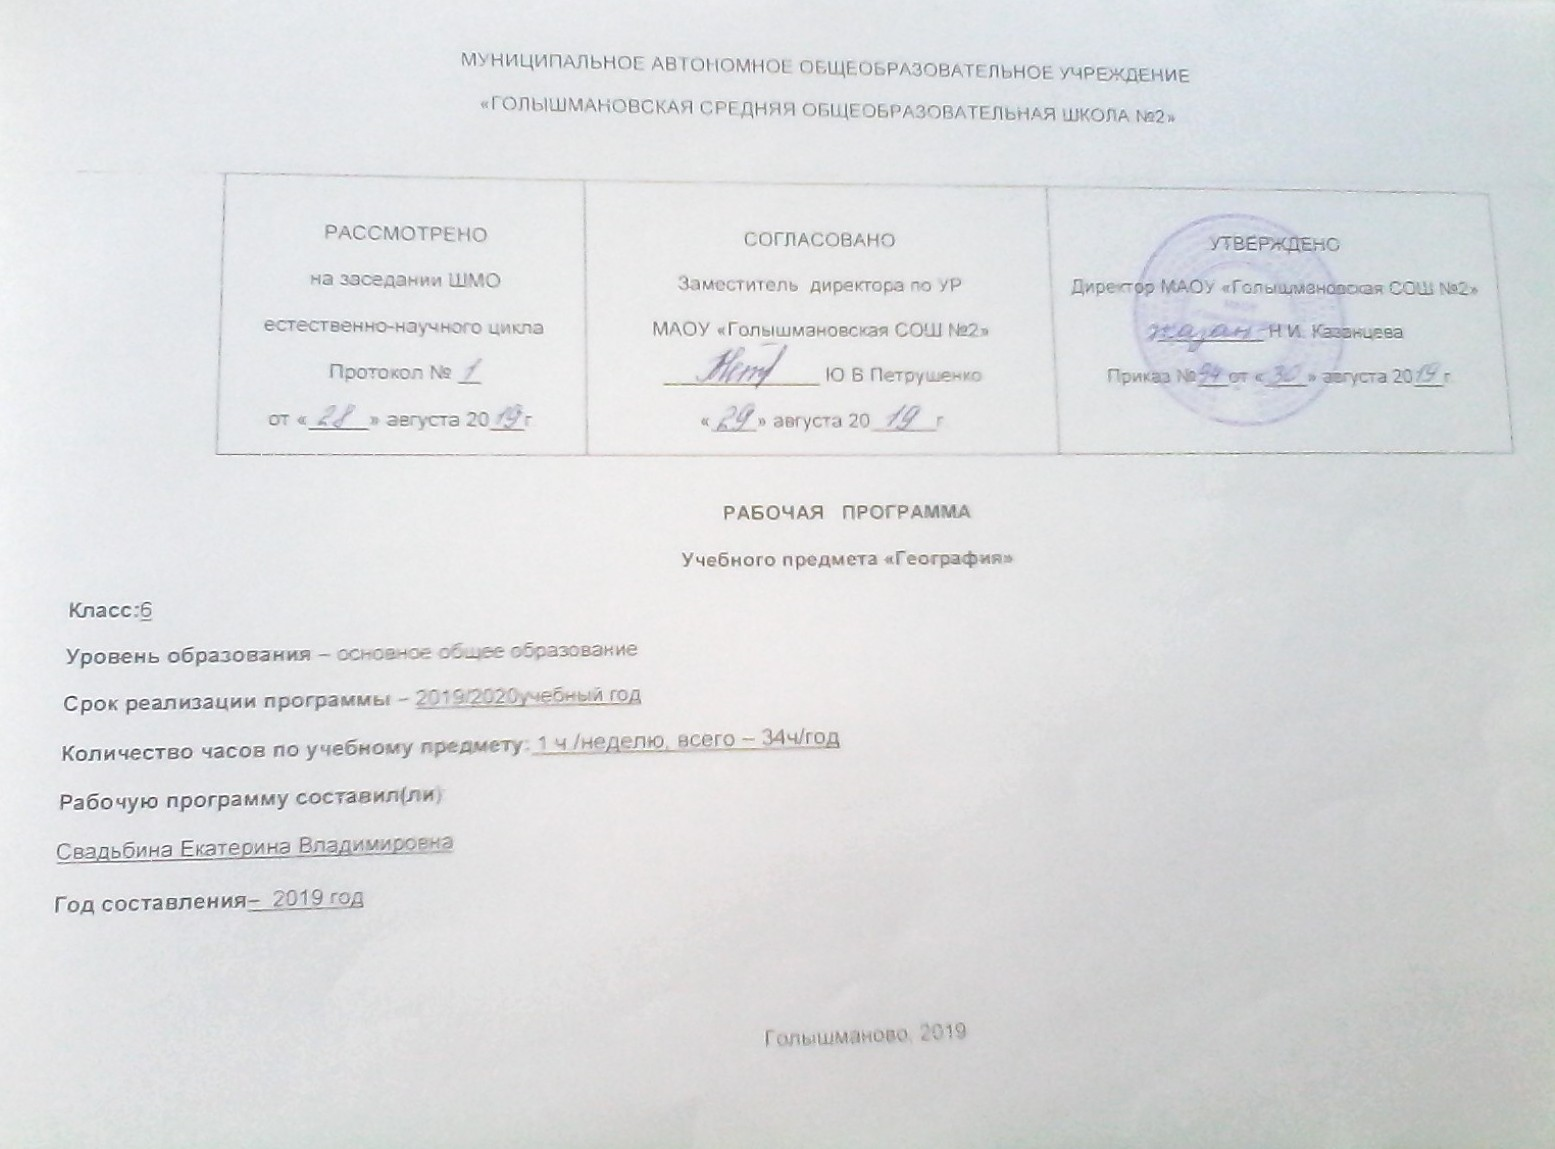 МУНИЦИПАЛЬНОЕ АВТОНОМНОЕ ОБЩЕОБРАЗОВАТЕЛЬНОЕ УЧРЕЖДЕНИЕ
«ГОЛЫШМАНОВСКАЯ СРЕДНЯЯ ОБЩЕОБРАЗОВАТЕЛЬНАЯ ШКОЛА №2»
РАССМОТРЕНО
на заседании ШМО
естественно-научного цикла
Протокол № 1
от «28» августа 2019г
СОГЛАСОВАНО
Заместитель директора по УР
МАОУ «Голышмановская СОШ №2»
Ю В Петрушенко
«29» августа 2019г
УТВЕРЖДЕНО
Директор МАОУ «Голышмановская СОШ №2»
Н.И. Казанцева
Приказ № от «30» августа 2019г
РАБОЧАЯ ПРОГРАММА
Учебного предмета «География»
Класс:6
Уровень образования – основное общее образование
Срок реализации программы – 2019/2020учебный год
Количество часов по учебному предмету: 1 ч./неделю, всего – 34ч/год
Рабочую программу составил(ли)
Свадьбина Екатерина Владимировна
Год составления– 2019 год
Голышманово, 2019